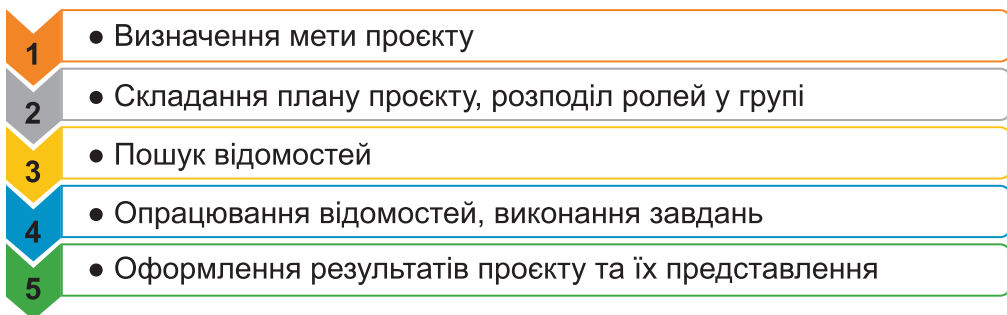 1 ● Визначення мети проєкту
2 ● Складання плану проєкту, розподіл ролей у групі
3 ● Пошук відомостей
4 ● Опрацювання відомостей, виконання завдань
5 ● Оформлення результатів проєкту та їх представлення